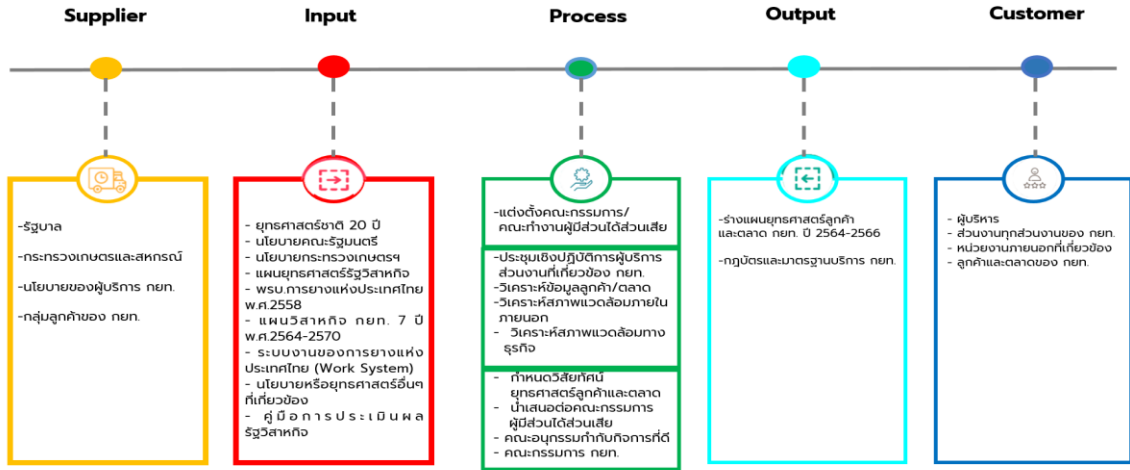 Supplier
Input
Process
Output
Customer
-รัฐบาล
-กระทรวงเกษตรและสหกรณ์
-นโยบายของผู้บริการ กยท.
-กลุ่มลูกค้าของ กยท.
- ยุทธศาสตร์ชาติ 20 ปี
- นโยบายคณะรัฐมนตรี
- นโยบายกระทรวงเกษตรฯ
- แผนยุทธศาสตร์รัฐวิสาหกิจ
- พรบ.การยางแห่งประเทศไทย
พ.ศ.2558
- แผนวิสาหกิจ กยท. 7 ปี
พ.ศ.2564-2570
- ระบบงานของการยางแห่ง
ประเทศไทย (Work System)
- นโยบายหรือยุทธศาสตร์อื่นๆ
ที่เกี่ยวข้อง
- คู่มือการประเมินผล
รัฐวิสาหกิจ
-แต่งตั้งคณะกรรมการ/
คณะทำงานผู้มีส่วนได้ส่วนเสีย
-ประชุมเชิงปฏิบัติการผู้บริการ
ส่วนงานที่เกี่ยวข้อง กยท.
-วิเคราะห์ข้อมูลลูกค้า/ตลาด
-วิเคราะห์สภาพแวดล้อมภายใน
ภายนอก
- วิเคราะห์สภาพแวดล้อมทาง
ธุรกิจ
- กำหนดวิสัยทัศน์
ยุทธศาสตร์ลูกค้าและตลาด
- นำเสนอต่อคณะกรรมการ
ผู้มีส่วนได้ส่วนเสีย
- คณะอนุกรรมกำกับกิจการที่ดี
- คณะกรรมการ กยท.
-ร่างแผนยุทธศาสตร์ลูกค้า
และตลาด กยท. ปี 2564-2566
-กฎบัตรและมาตรฐานบริการ กยท.
- ผู้บริหาร
- ส่วนงานทุกส่วนงานของ กยท.
- หน่วยงานภายนอกที่เกี่ยวข้อง
- ลูกค้าและตลาดของ กยท.